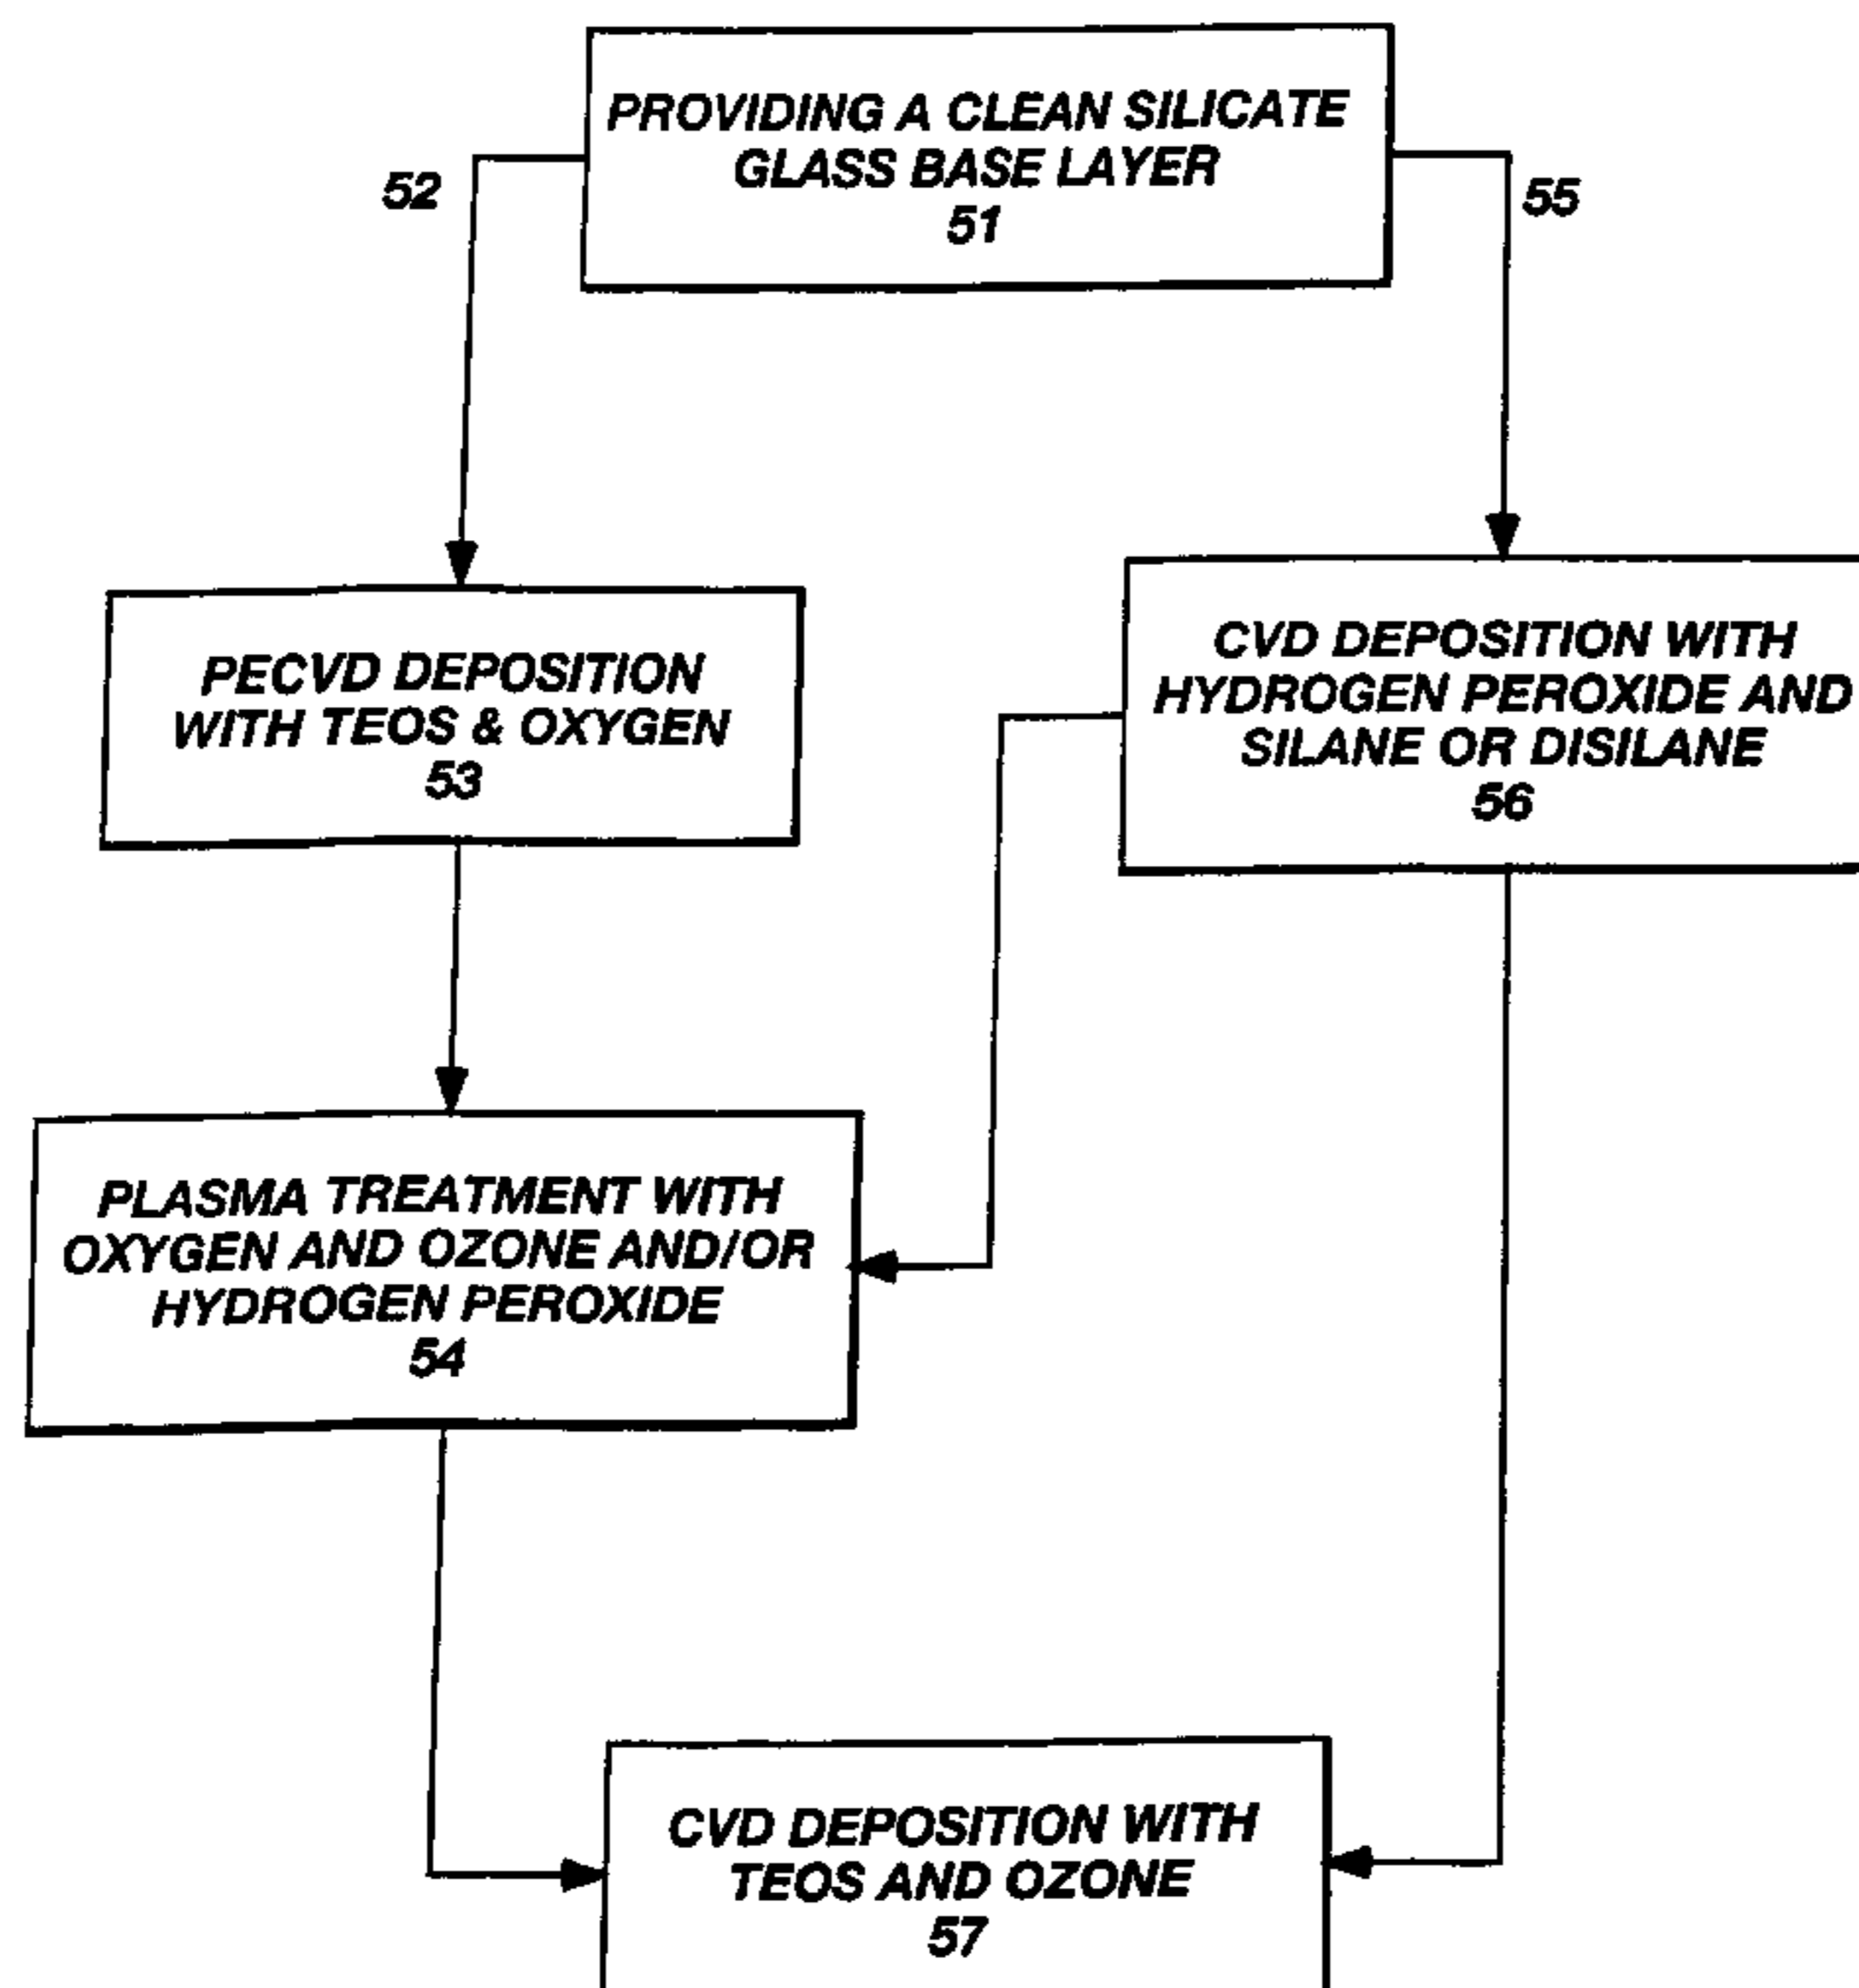 PROVIDING A CLEAN SILICATE
GLASS BASE LAYER
51
52
55
PECVD DEPOSITION
WITH TEOS & OXYGEN
53
CVD DEPOSITION WITH
HYDROGEN PEROXIDE AND
SILANE OR DISILANE
56
PLASMA TREATMENT WITH
OXYGEN AND OZONE AND/OR
HYDROGEN PEROXIDE
54
CVD DEPOSITION WITH
TEOS AND OZONE
57